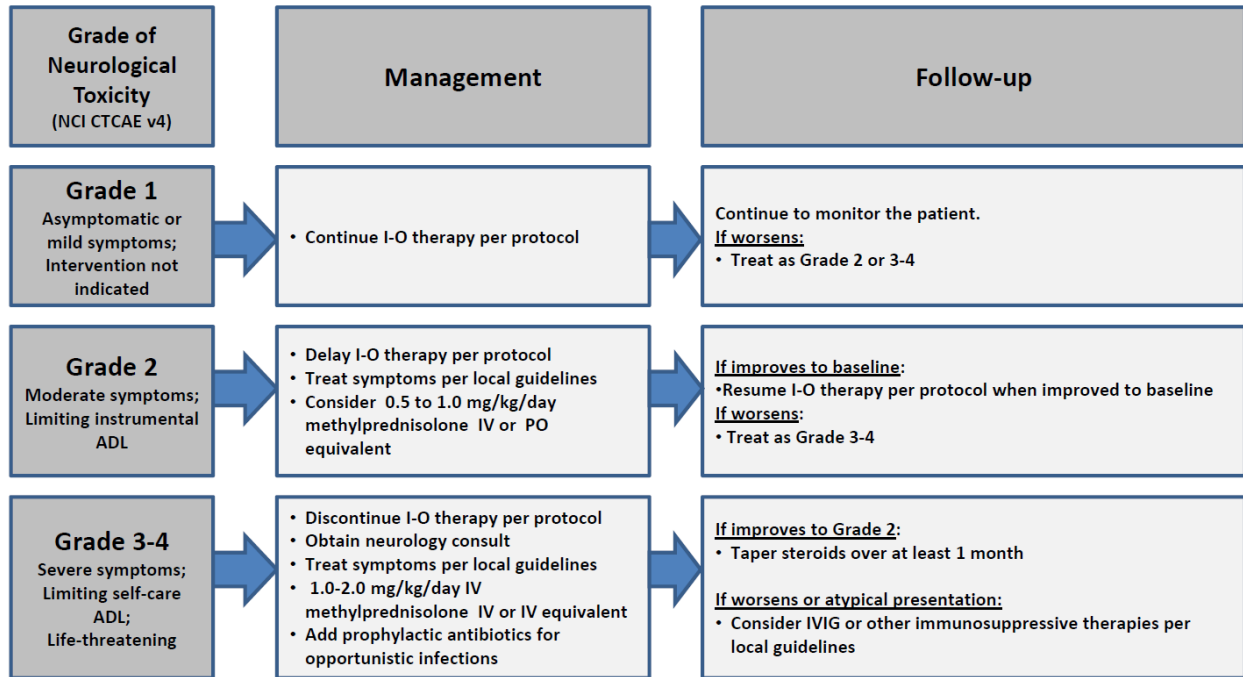 Grade of
Neurological
Toxicity
(NCI CTCAE v4)
Management
Follow-up
Grade 1
Asymptomatic or
mild symptoms;
Intervention not
indicated
• Continue I-O therapy per protocol
Continue to monitor the patient.
If worsens:
• Treat as Grade 2 or 3-4
Grade 2
Moderate symptoms;
Limiting instrumental
ADL
• Delay I-O therapy per protocol
• Treat symptoms per local guidelines
• Consider 0.5 to 1.0 mg/kg/day
methylprednisolone IV or PO
equivalent
If improves to baseline:
•Resume I-O therapy per protocol when improved to baseline
If worsens:
• Treat as Grade 3-4
Grade 3-4
Severe symptoms;
Limiting self-care
ADL;
Life-threatening
• Discontinue I-O therapy per protocol
• Obtain neurology consult
• Treat symptoms per local guidelines
• 1.0-2.0 mg/kg/day IV
methylprednisolone IV or IV equivalent
• Add prophylactic antibiotics for
opportunistic infections
If improves to Grade 2:
• Taper steroids over at least 1 month
If worsens or atypical presentation:
• Consider IVIG or other immunosuppressive therapies per
local guidelines